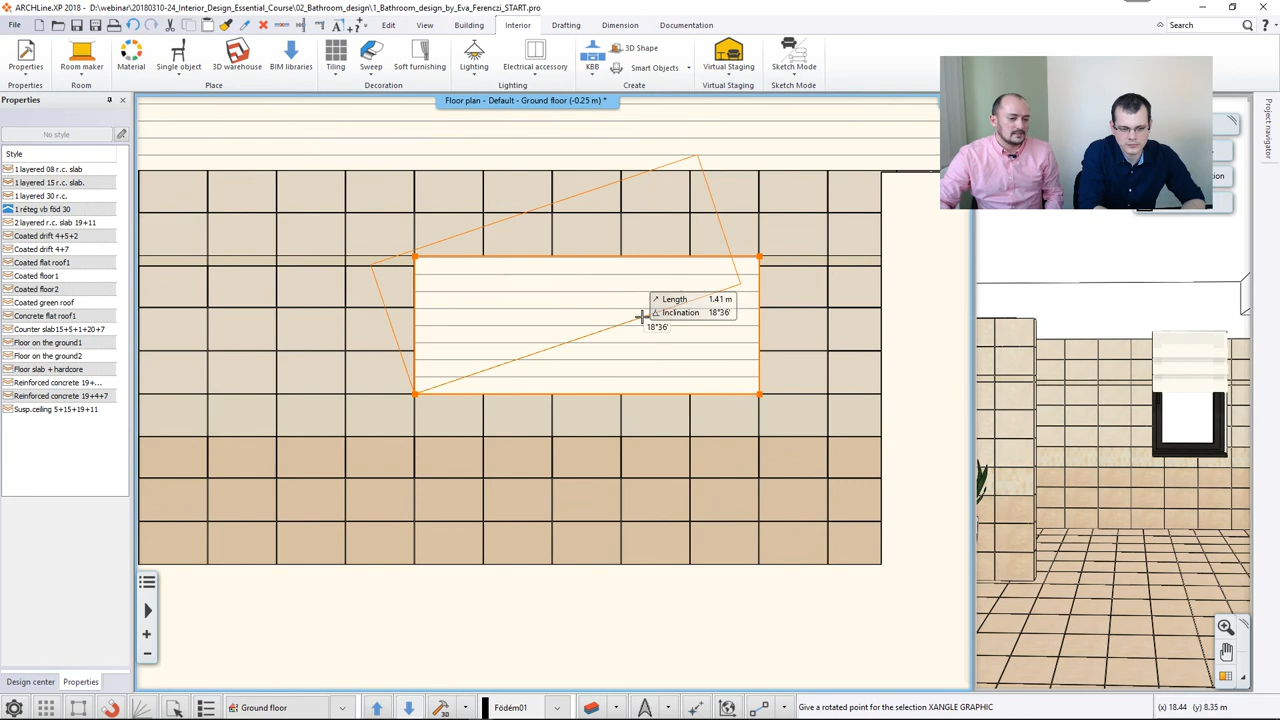 ARCHLine.XP 2018 - D:\webinar\20180310-24_Interior_Design_Essential_Course\02_Bathroom_design\1_Bathroom_design_by_Eva_Ferenczi_START.pro
File
Edit View Interior Drafting Dimension Documentation
Search
Properties
Room maker
Material
Single object
3D warehouse
BIM libraries
Tiling
Sweep
Soft furnishing
Lighting
Electrical accessory
KBB
3D Shape
Smart Objects
Virtual Staging
Sketch Mode
Properties Room Place Decoration Lighting Create Virtual Staging Sketch Mode
Properties
Floor plan - Default - Ground floor (-0.25 m) *
Project navigator
No style
Style
1 layered 08 r.c. slab
1 layered 15 r.c. slab.
1 layered 30 r.c.
1 réteg vb föd 30
2 layered r.c. slab 19+11
Coated drift 4+5+2
Coated drift 4+7
Coated flat roof1
Coated floor1
Coated floor2
Coated green roof
Concrete flat roof1
Counter slab15+5+1+20+7
Floor on the ground1
Floor on the ground2
Floor slab + hardcore
Reinforced concrete 19+...
Reinforced concrete 19+4+7
Susp.ceiling 5+15+19+11
Length 1.41 m
Inclination 18°36'
18°36'
Design center Properties
Ground floor
30
Födém01
Give a rotated point for the selection XANGLE GRAPHIC
(x) 18.44 (y) 8.35 m